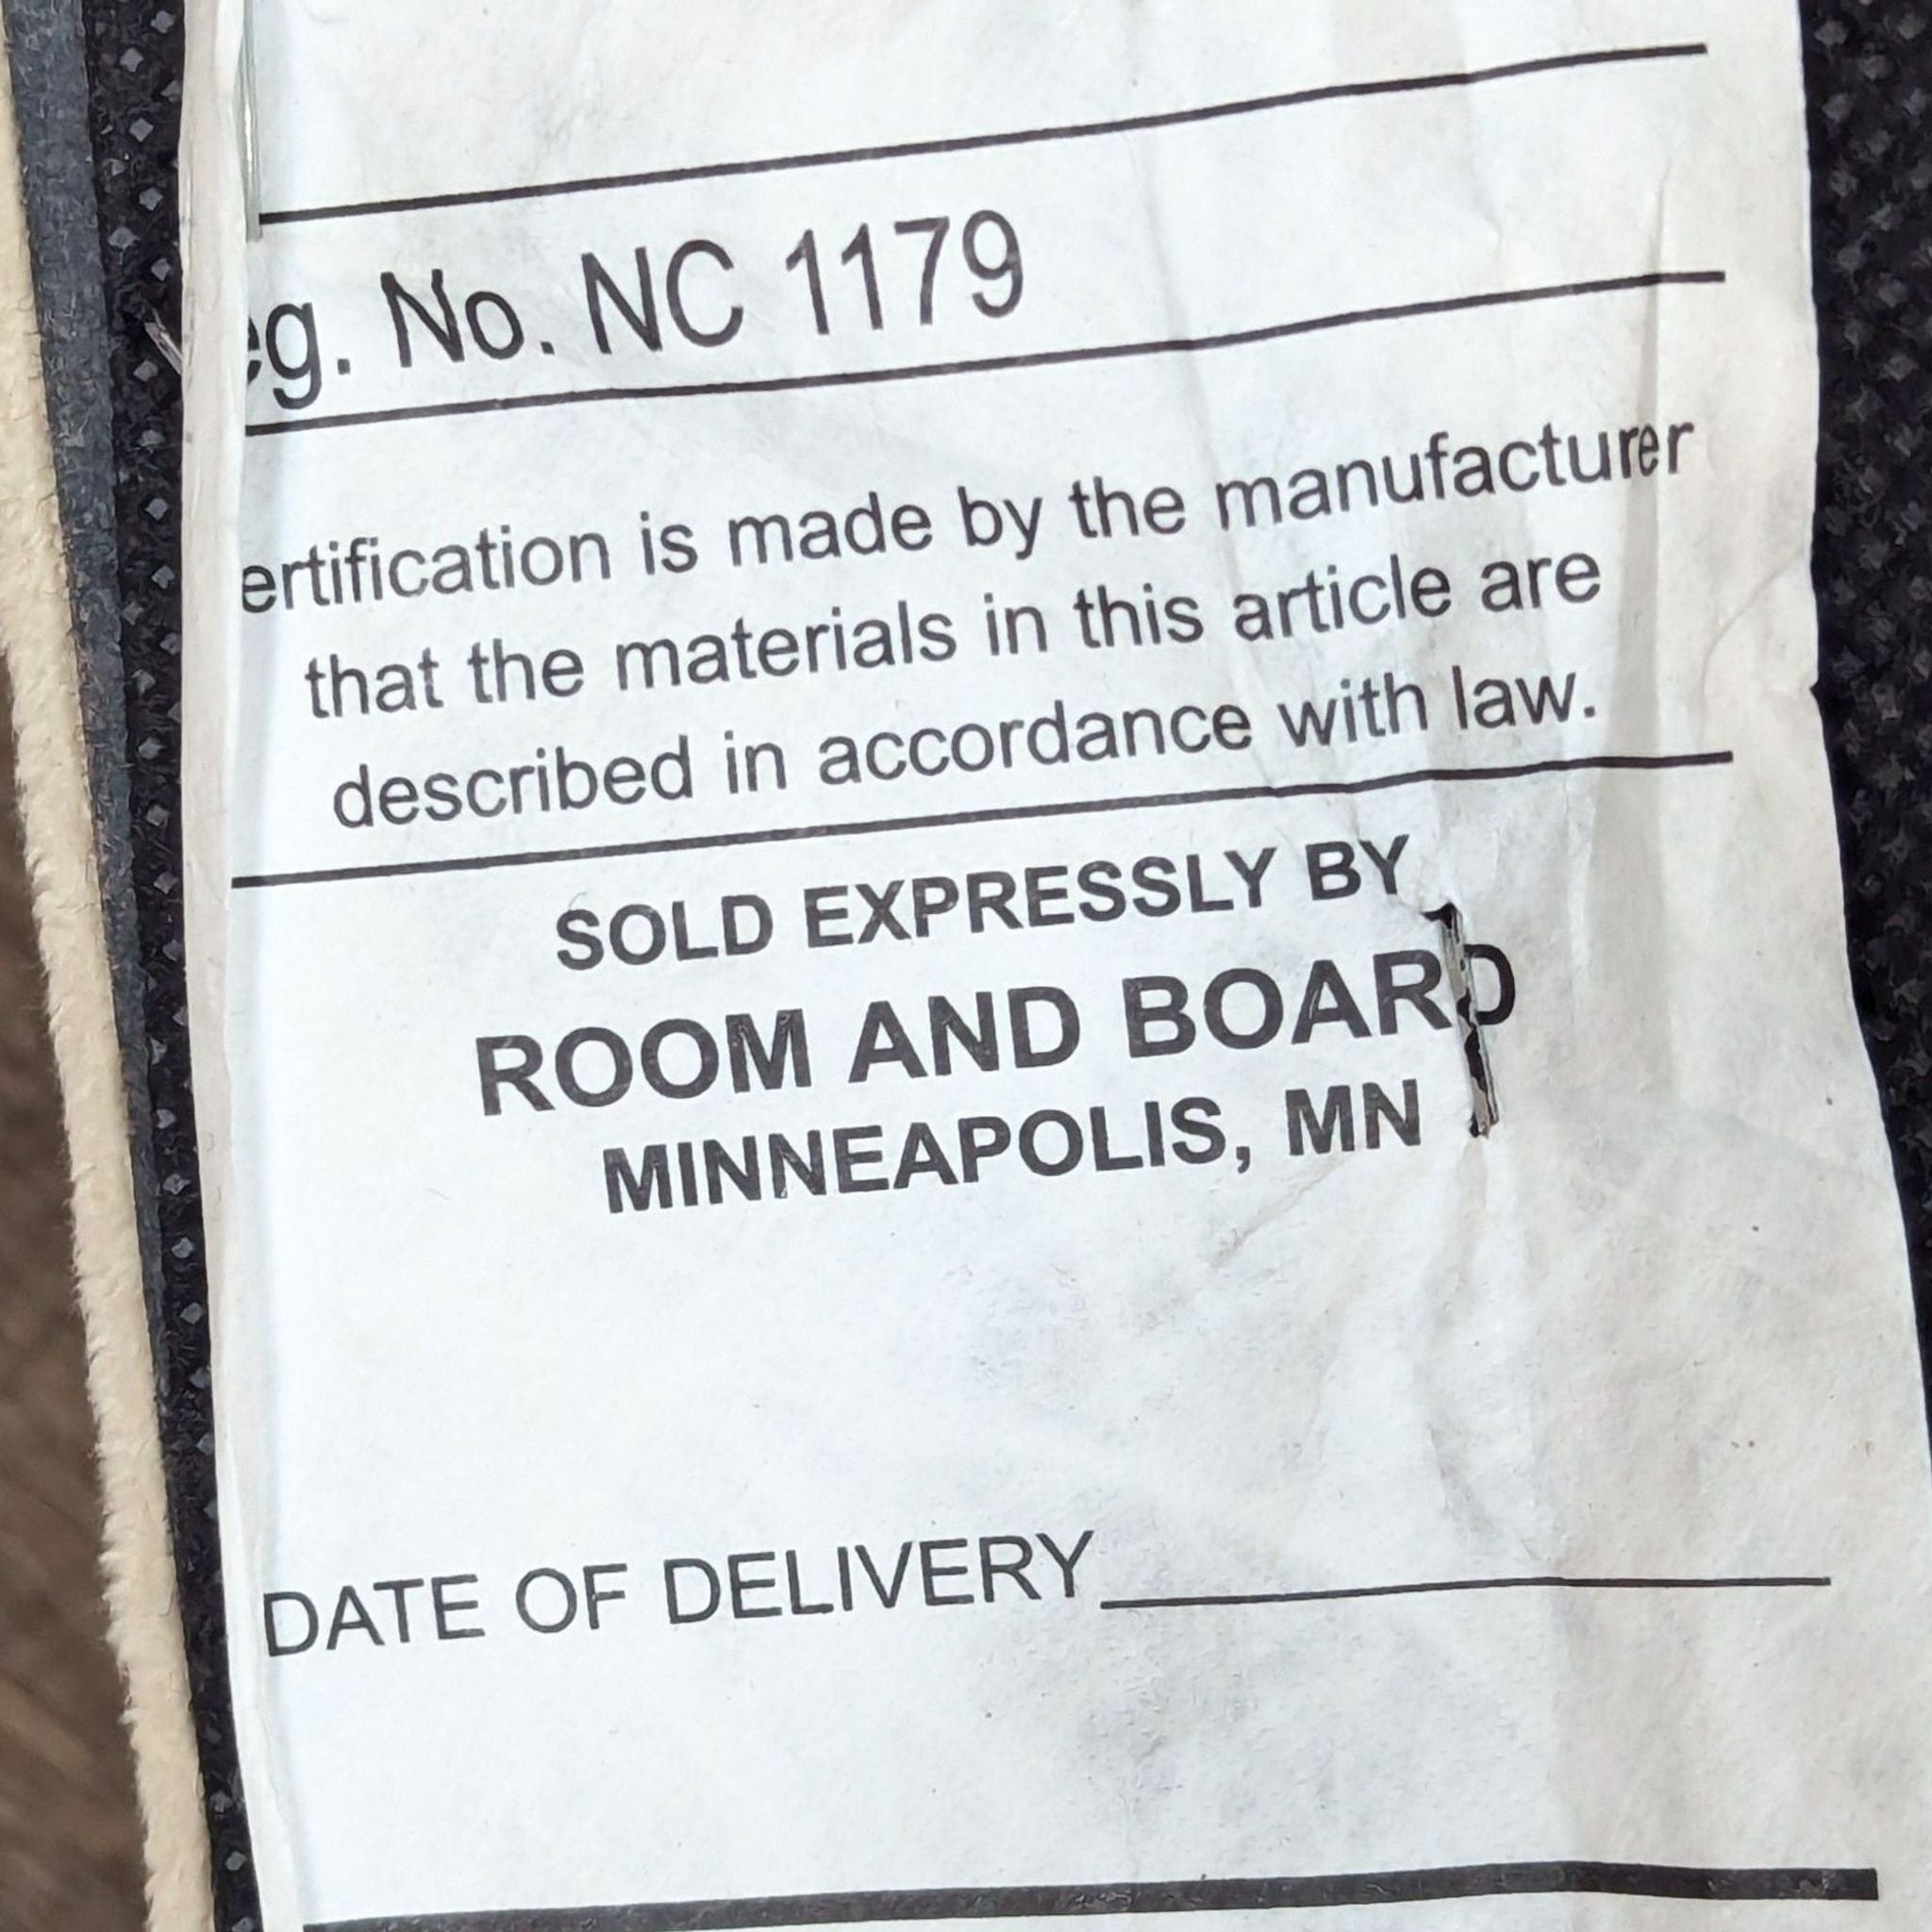 eg. No. NC 1179
ertification is made by the manufacturer
that the materials in this article are
described in accordance with law.
SOLD EXPRESSLY BY
ROOM AND BOARD
MINNEAPOLIS, MN
DATE OF DELIVERY